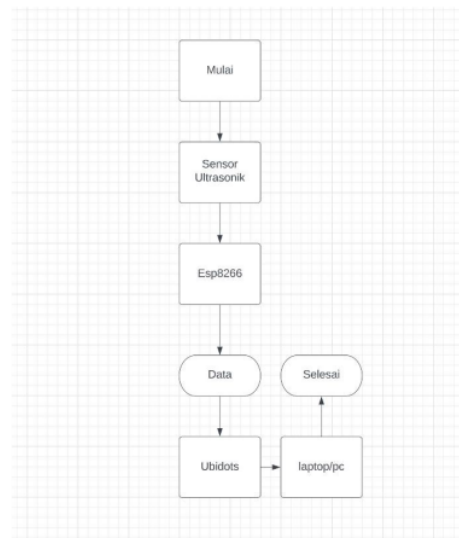 Mulai
Sensor
Ultrasonik
Esp8266
Data
Selesai
Ubidots
laptop/pc